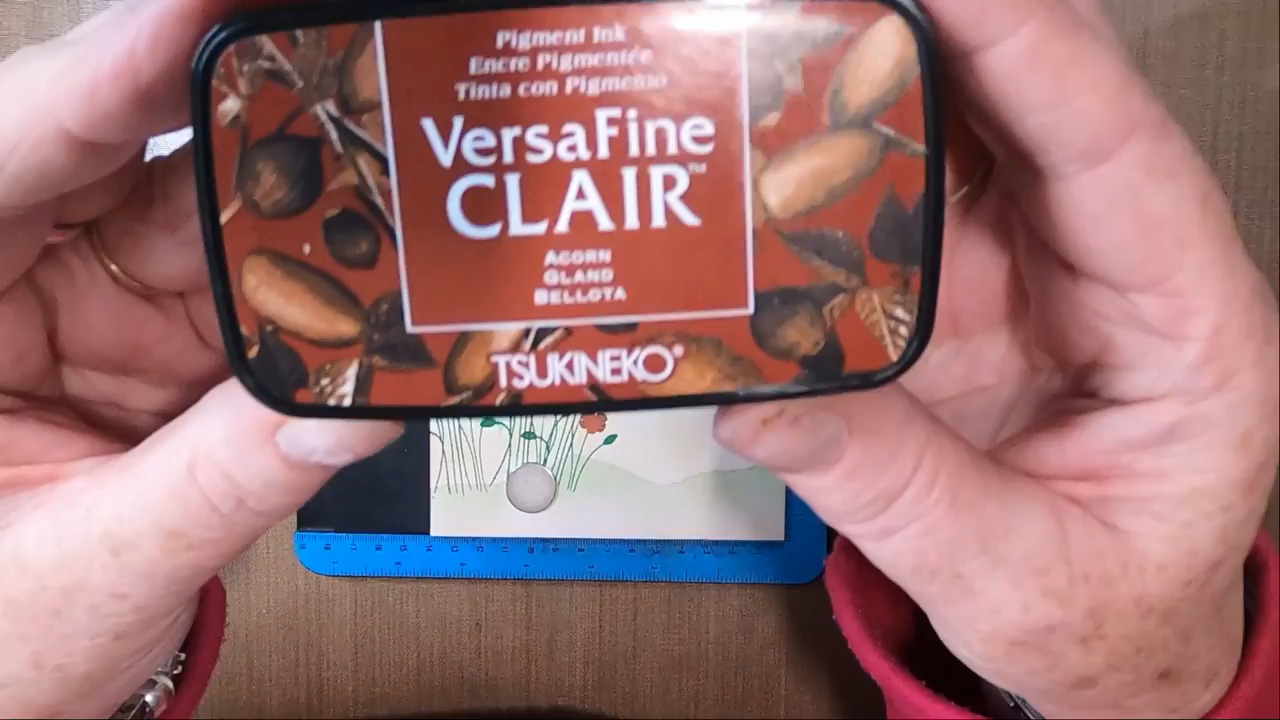 Pigment Ink
Encre Pigmentée
Tinta con Pigmento
VersaFine
CLAIR™
ACORN
GLAND
BELLOTA
TSUKINEKO®